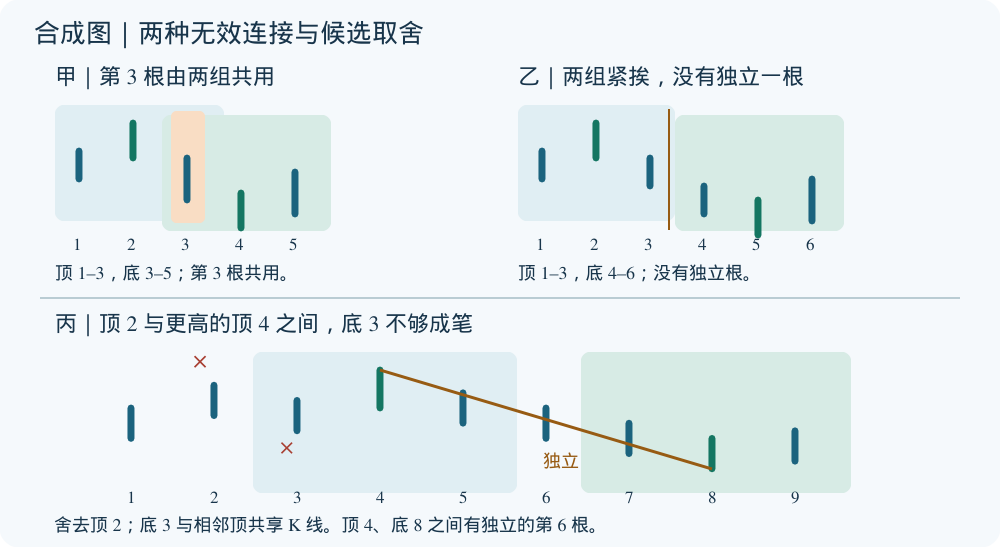 合成图｜两种无效连接与候选取舍
甲｜第 3 根由两组共用
乙｜两组紧挨，没有独立一根
1 2 3 4 5
1 2 3 4 5 6
顶 1–3，底 3–5；第 3 根共用。
顶 1–3，底 4–6；没有独立根。
丙｜顶 2 与更高的顶 4 之间，底 3 不够成笔
×
×
独立
1 2 3 4 5 6 7 8 9
舍去顶 2；底 3 与相邻顶共享 K 线。顶 4、底 8 之间有独立的第 6 根。